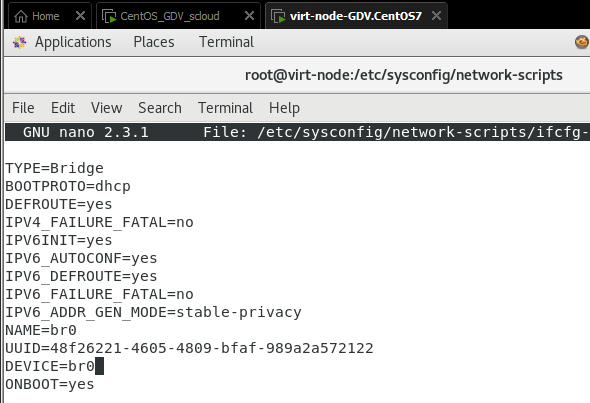 Home CentOS_GDV_scloud virt-node-GDV.CentOS7
Applications Places Terminal
root@virt-node:/etc/sysconfig/network-scripts
File Edit View Search Terminal Help
GNU nano 2.3.1 File: /etc/sysconfig/network-scripts/ifcfg-
TYPE=Bridge
BOOTPROTO=dhcp
DEFROUTE=yes
IPV4_FAILURE_FATAL=no
IPV6INIT=yes
IPV6_AUTOCONF=yes
IPV6_DEFROUTE=yes
IPV6_FAILURE_FATAL=no
IPV6_ADDR_GEN_MODE=stable-privacy
NAME=br0
UUID=48f26221-4605-4809-bfaf-989a2a572122
DEVICE=br0
ONBOOT=yes